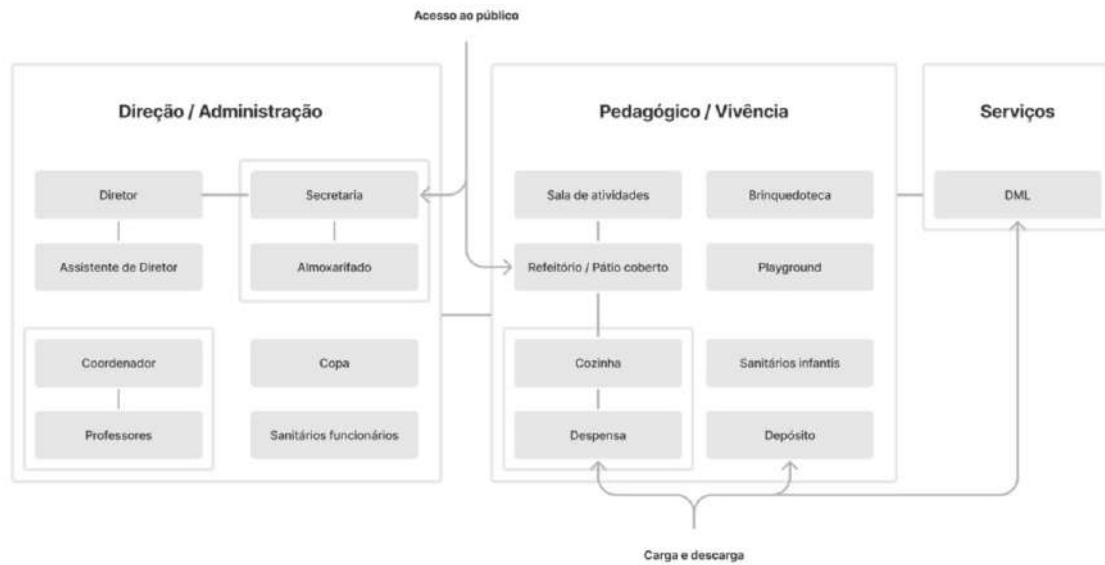 Acesso ao público
Direção / Administração
Diretor
Secretaria
Assistente de Diretor
Almoxarifado
Coordenador
Copa
Professores
Sanitários funcionários
Pedagógico / Vivência
Sala de atividades
Brinquedoteca
Refeitório / Pátio coberto
Playground
Cozinha
Sanitários infantis
Despensa
Depósito
Serviços
DML
Carga e descarga